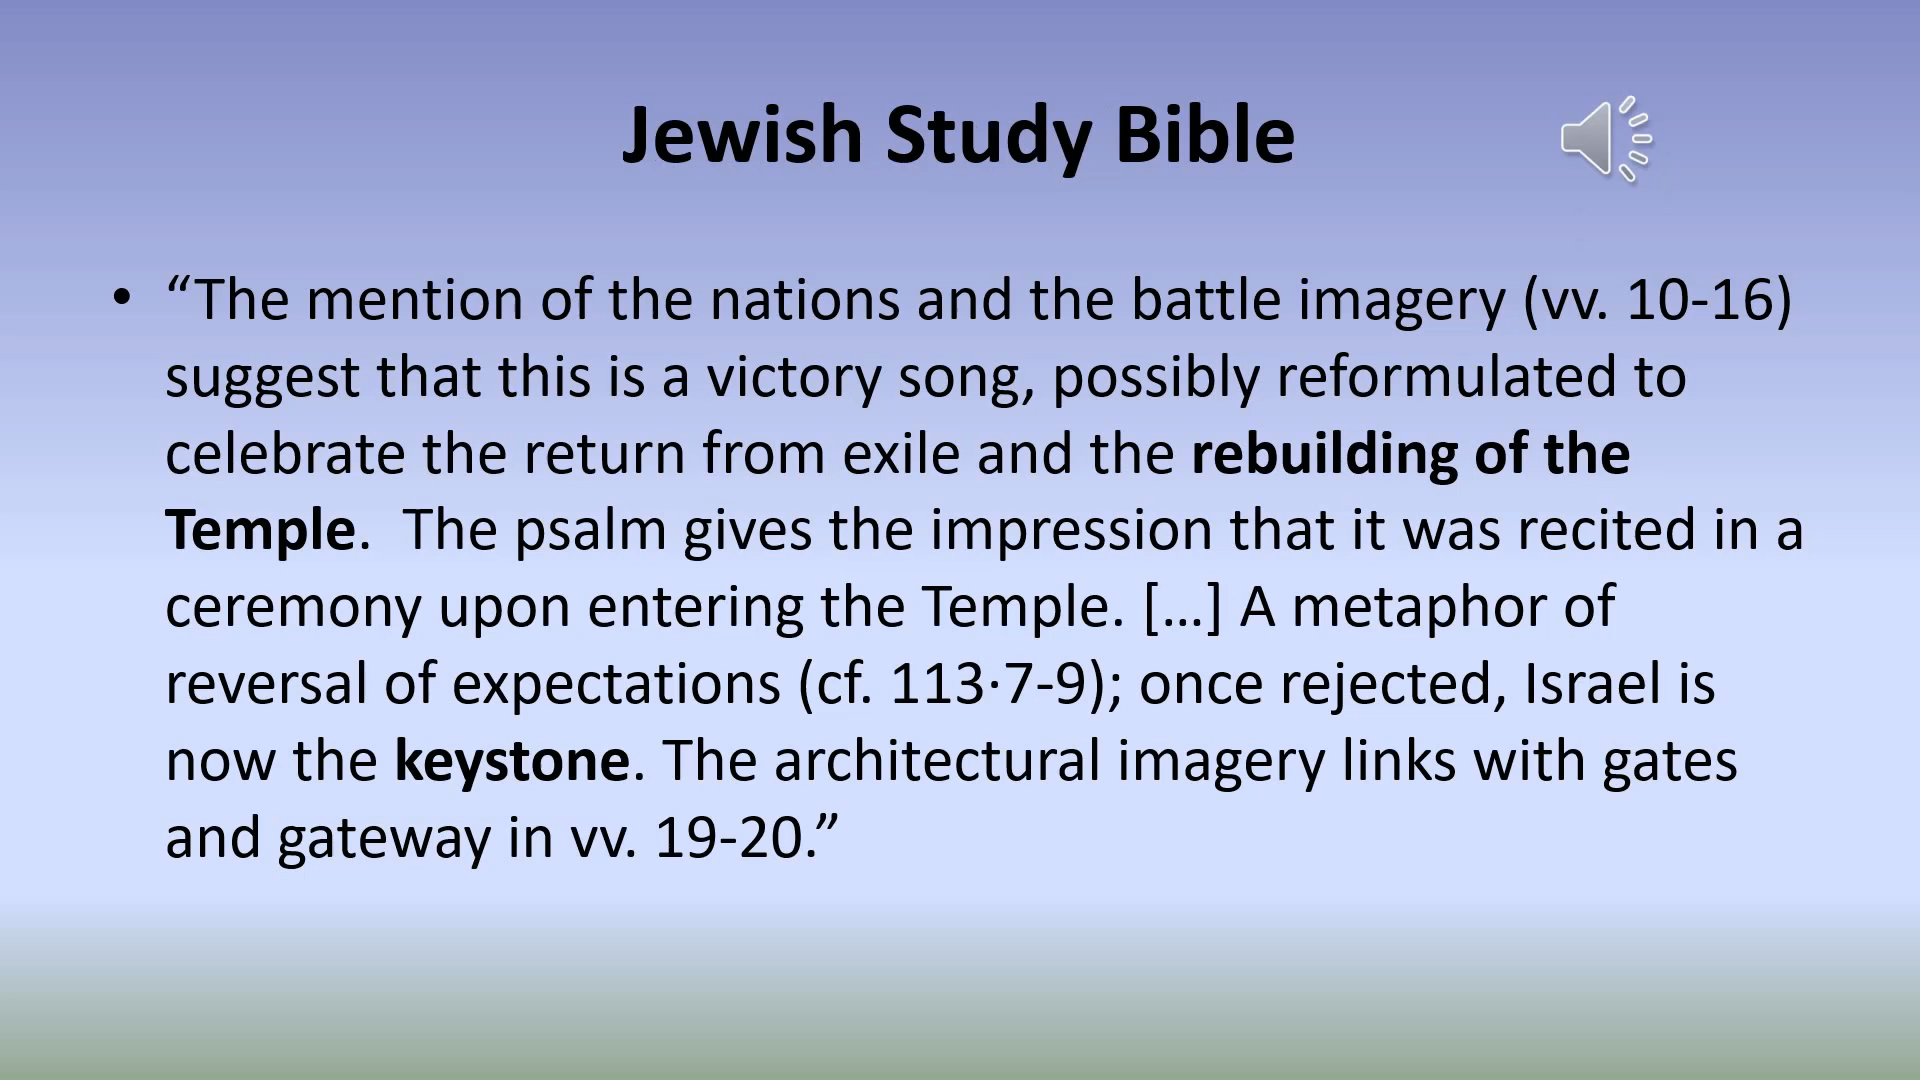 Jewish Study Bible
• “The mention of the nations and the battle imagery (vv. 10-16)
suggest that this is a victory song, possibly reformulated to
celebrate the return from exile and the rebuilding of the
Temple.  The psalm gives the impression that it was recited in a
ceremony upon entering the Temple. […] A metaphor of
reversal of expectations (cf. 113·7-9); once rejected, Israel is
now the keystone. The architectural imagery links with gates
and gateway in vv. 19-20.”